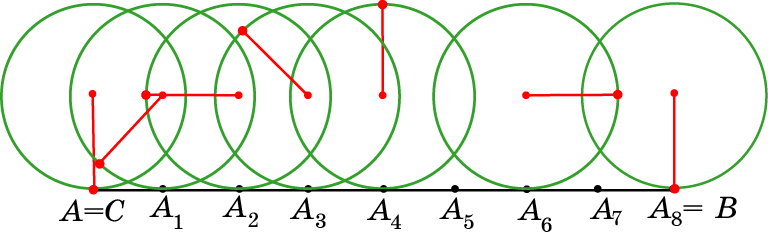 A=C A₁ A₂ A₃ A₄ A₅ A₆ A₇ A₈= B